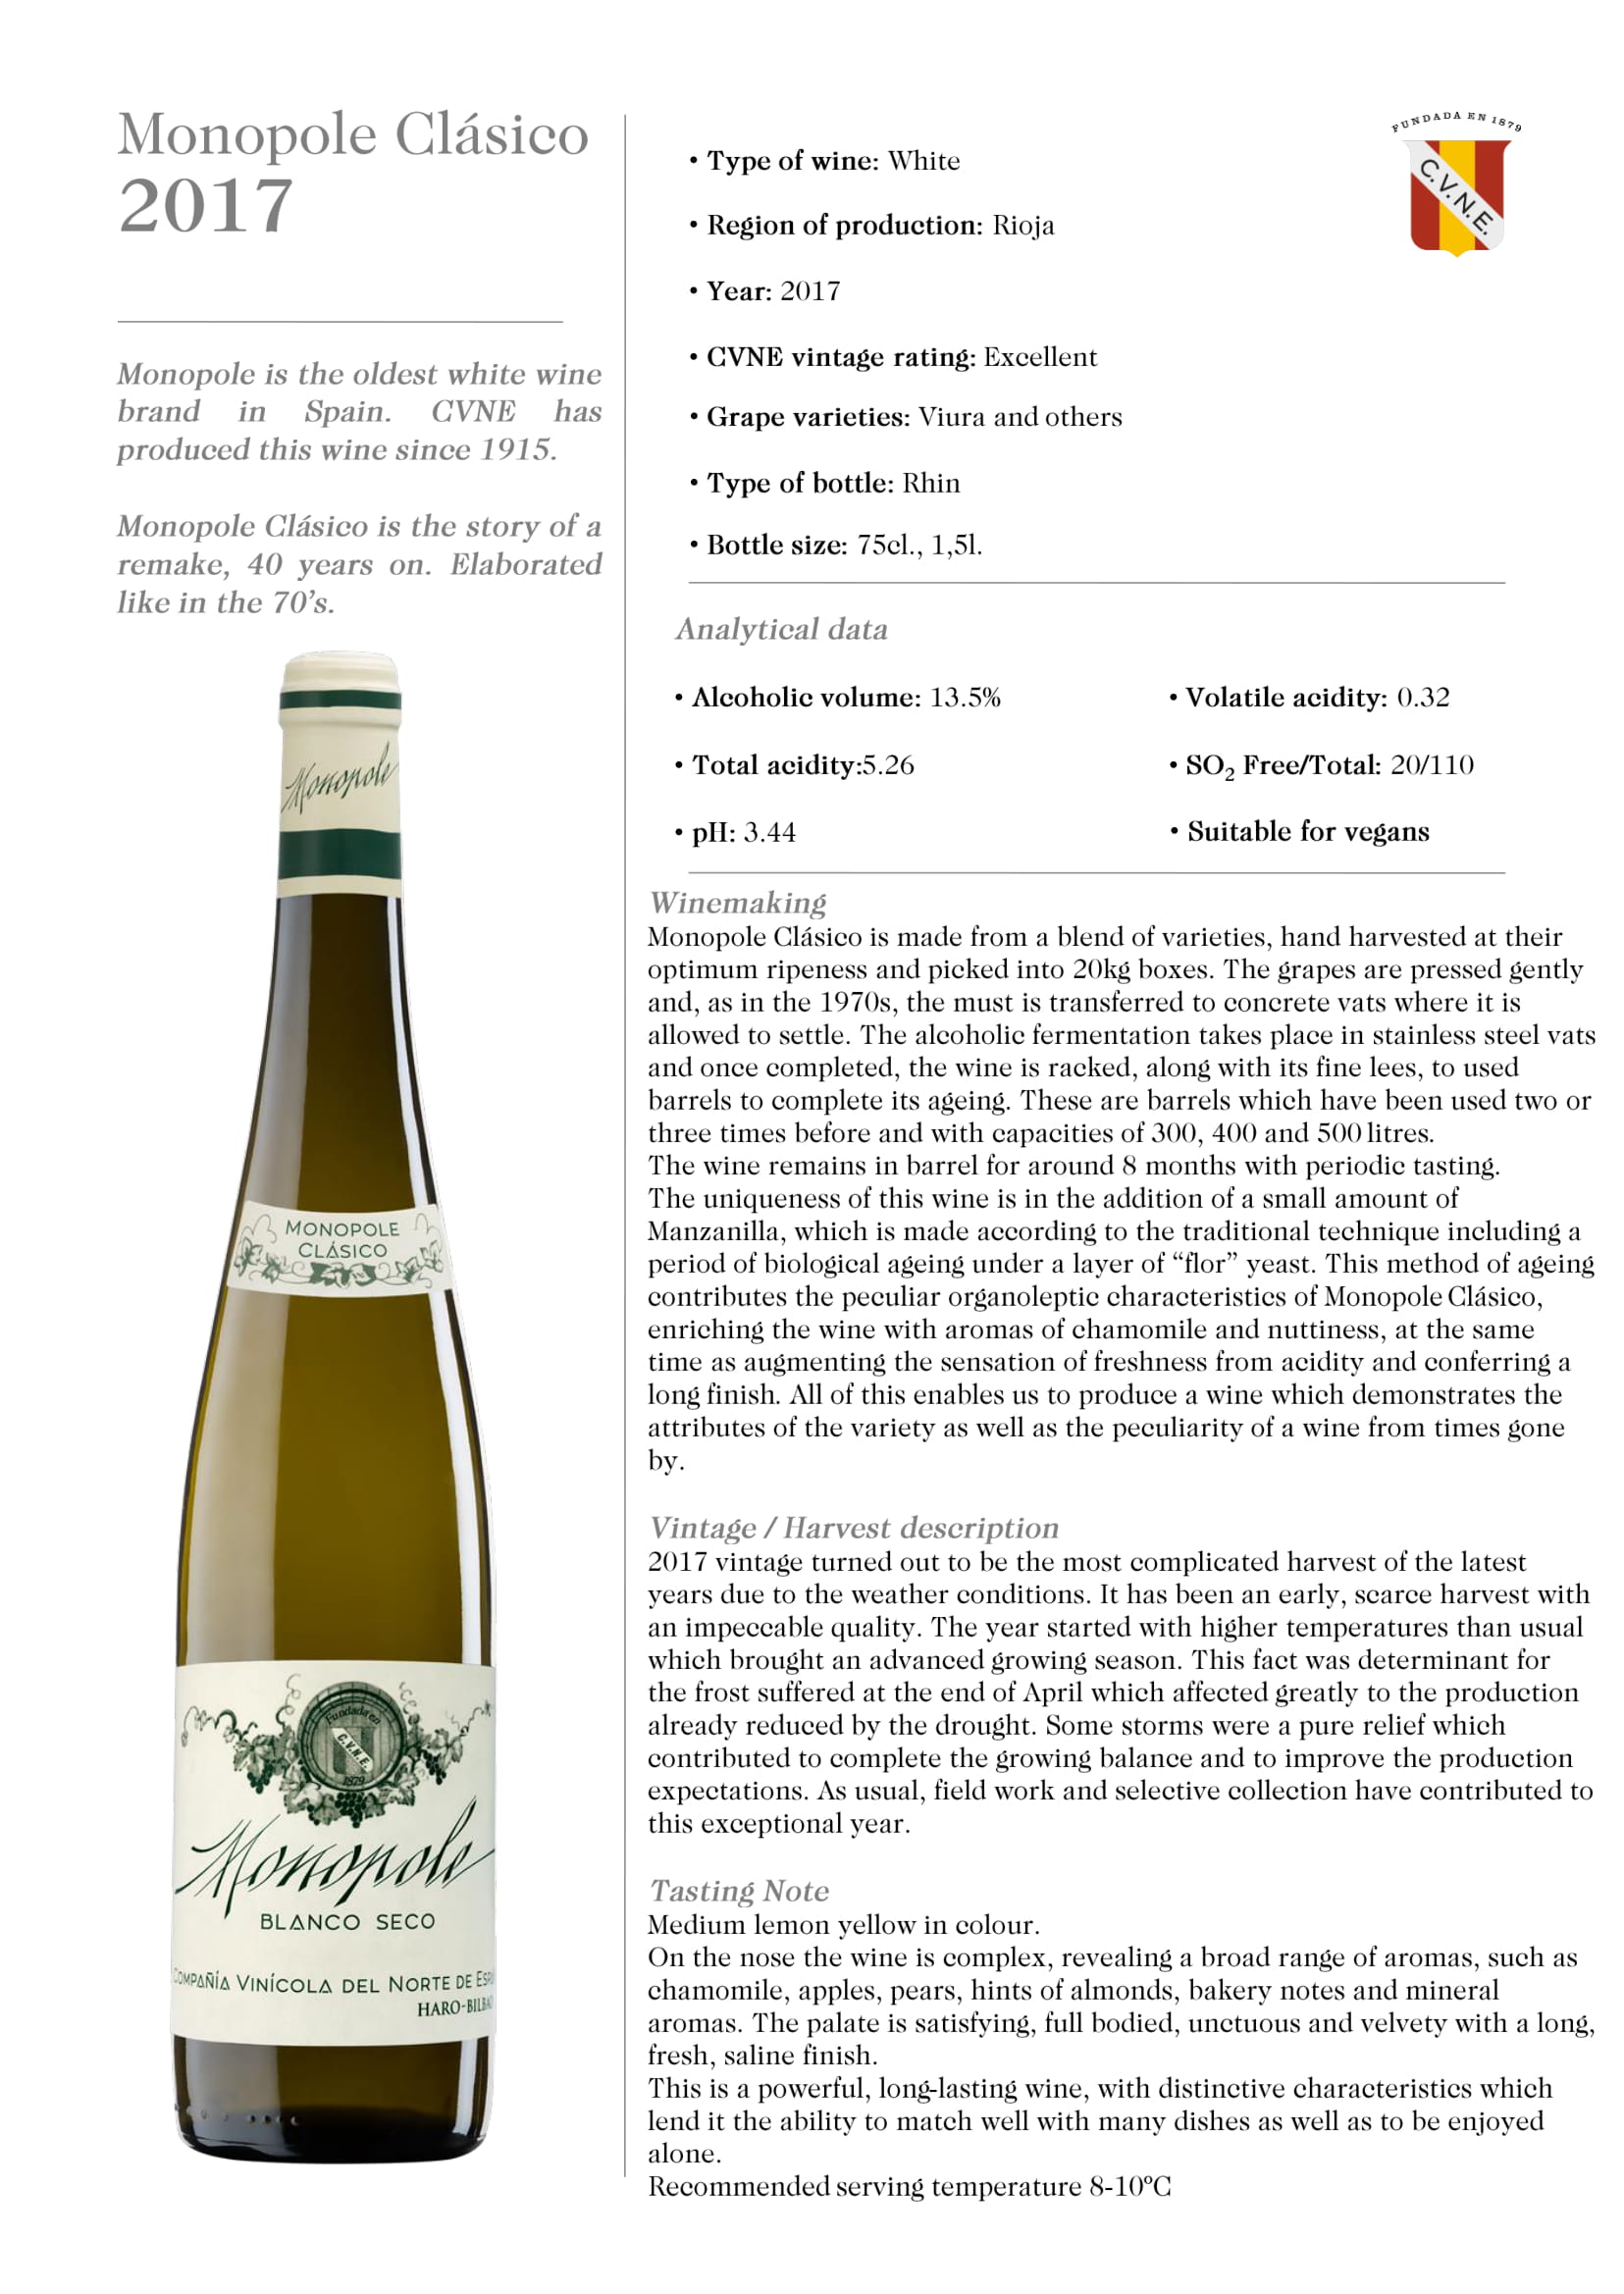 Monopole Clásico
2017
Monopole is the oldest white wine
brand in Spain. CVNE has
produced this wine since 1915.
Monopole Clásico is the story of a
remake, 40 years on. Elaborated
like in the 70’s.
Monopole
MONOPOLE
CLÁSICO
Fundada en
C.V.N.E.
1879
Monopole
BLANCO SECO
COMPAÑÍA VINÍCOLA DEL NORTE DE ESPA
HARO-BILBAO
FUNDADA EN 1879
C.V.N.E.
• Type of wine: White
• Region of production: Rioja
• Year: 2017
• CVNE vintage rating: Excellent
• Grape varieties: Viura and others
• Type of bottle: Rhin
• Bottle size: 75cl., 1,5l.
Analytical data
• Alcoholic volume: 13.5%
• Volatile acidity: 0.32
• Total acidity:5.26
• SO₂ Free/Total: 20/110
• pH: 3.44
• Suitable for vegans
Winemaking
Monopole Clásico is made from a blend of varieties, hand harvested at their
optimum ripeness and picked into 20kg boxes. The grapes are pressed gently
and, as in the 1970s, the must is transferred to concrete vats where it is
allowed to settle. The alcoholic fermentation takes place in stainless steel vats
and once completed, the wine is racked, along with its fine lees, to used
barrels to complete its ageing. These are barrels which have been used two or
three times before and with capacities of 300, 400 and 500 litres.
The wine remains in barrel for around 8 months with periodic tasting.
The uniqueness of this wine is in the addition of a small amount of
Manzanilla, which is made according to the traditional technique including a
period of biological ageing under a layer of “flor” yeast. This method of ageing
contributes the peculiar organoleptic characteristics of Monopole Clásico,
enriching the wine with aromas of chamomile and nuttiness, at the same
time as augmenting the sensation of freshness from acidity and conferring a
long finish. All of this enables us to produce a wine which demonstrates the
attributes of the variety as well as the peculiarity of a wine from times gone
by.
Vintage / Harvest description
2017 vintage turned out to be the most complicated harvest of the latest
years due to the weather conditions. It has been an early, scarce harvest with
an impeccable quality. The year started with higher temperatures than usual
which brought an advanced growing season. This fact was determinant for
the frost suffered at the end of April which affected greatly to the production
already reduced by the drought. Some storms were a pure relief which
contributed to complete the growing balance and to improve the production
expectations. As usual, field work and selective collection have contributed to
this exceptional year.
Tasting Note
Medium lemon yellow in colour.
On the nose the wine is complex, revealing a broad range of aromas, such as
chamomile, apples, pears, hints of almonds, bakery notes and mineral
aromas. The palate is satisfying, full bodied, unctuous and velvety with a long,
fresh, saline finish.
This is a powerful, long-lasting wine, with distinctive characteristics which
lend it the ability to match well with many dishes as well as to be enjoyed
alone.
Recommended serving temperature 8-10ºC